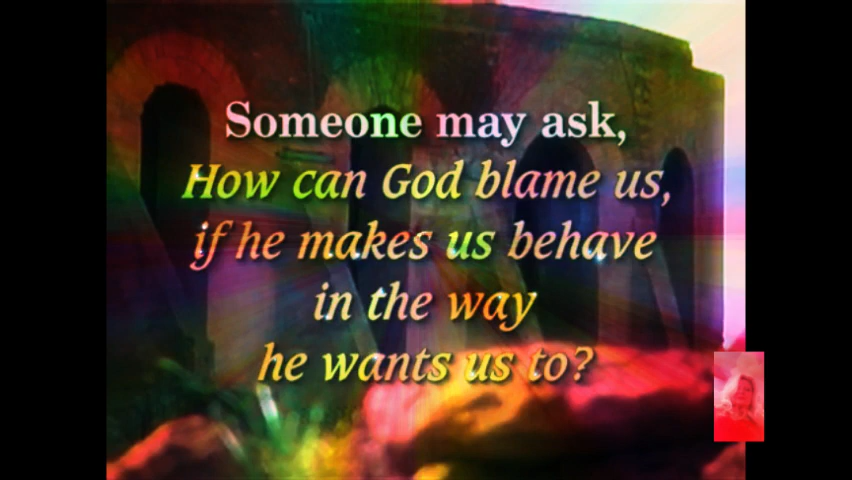 Someone may ask,
How can God blame us,
if he makes us behave
in the way
he wants us to?